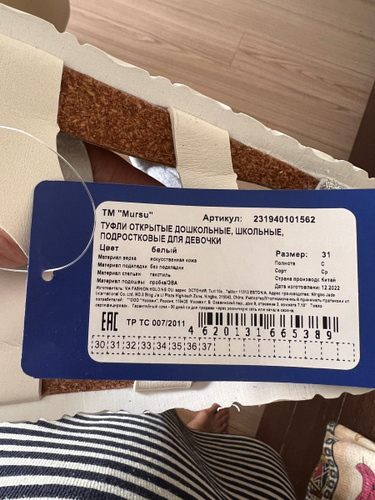 ТМ "Mursu" Артикул: 231940101562
ТУФЛИ ОТКРЫТЫЕ ДОШКОЛЬНЫЕ, ШКОЛЬНЫЕ,
ПОДРОСТКОВЫЕ ДЛЯ ДЕВОЧКИ
Цвет белый Размер: 31
Материал верха искусственная кожа Полнота С
Материал подкладки без подкладки Сорт Ср
Материал стельки текстиль Страна произв: Китай
Материал подошвы пробка/ЭВА Дата изготовления 12.2022
EAC ТР ТС 007/2011
4 620131 665389
30 31 32 33 34 35 36 37